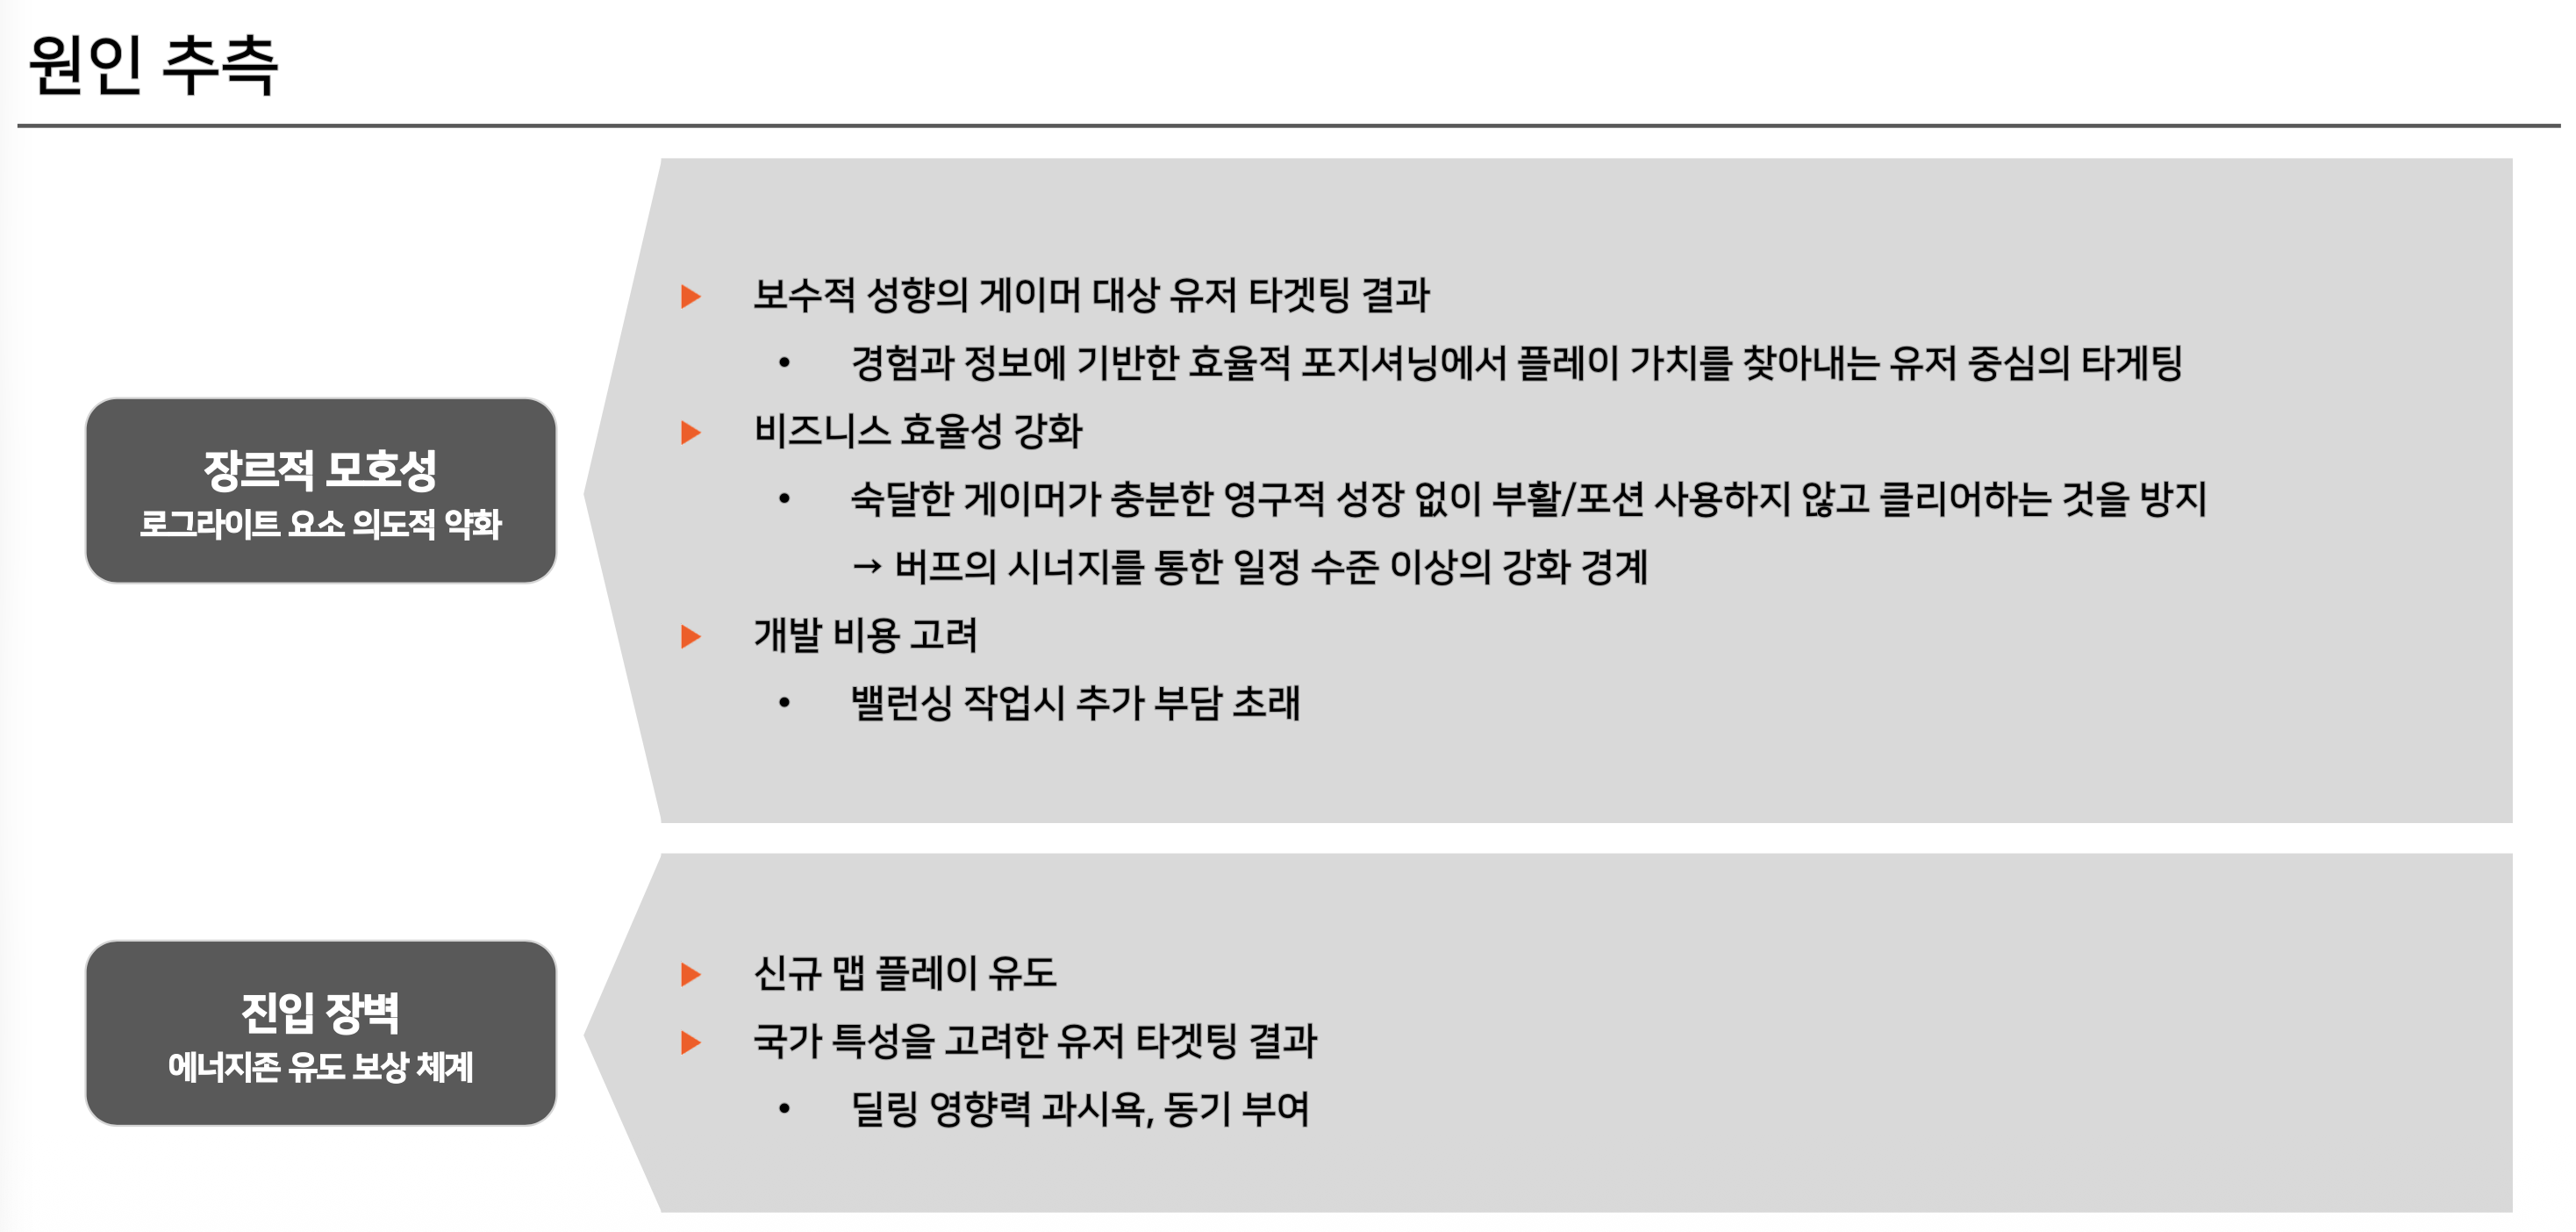 원인 추측
장르적 모호성
로그라이트 요소 의도적 약화
▶ 보수적 성향의 게이머 대상 유저 타겟팅 결과
• 경험과 정보에 기반한 효율적 포지셔닝에서 플레이 가치를 찾아내는 유저 중심의 타게팅
▶ 비즈니스 효율성 강화
• 숙달한 게이머가 충분한 영구적 성장 없이 부활/포션 사용하지 않고 클리어하는 것을 방지
→ 버프의 시너지를 통한 일정 수준 이상의 강화 경계
▶ 개발 비용 고려
• 밸런싱 작업시 추가 부담 초래
진입 장벽
에너지존 유도 보상 체계
▶ 신규 맵 플레이 유도
▶ 국가 특성을 고려한 유저 타겟팅 결과
• 딜링 영향력 과시욕, 동기 부여